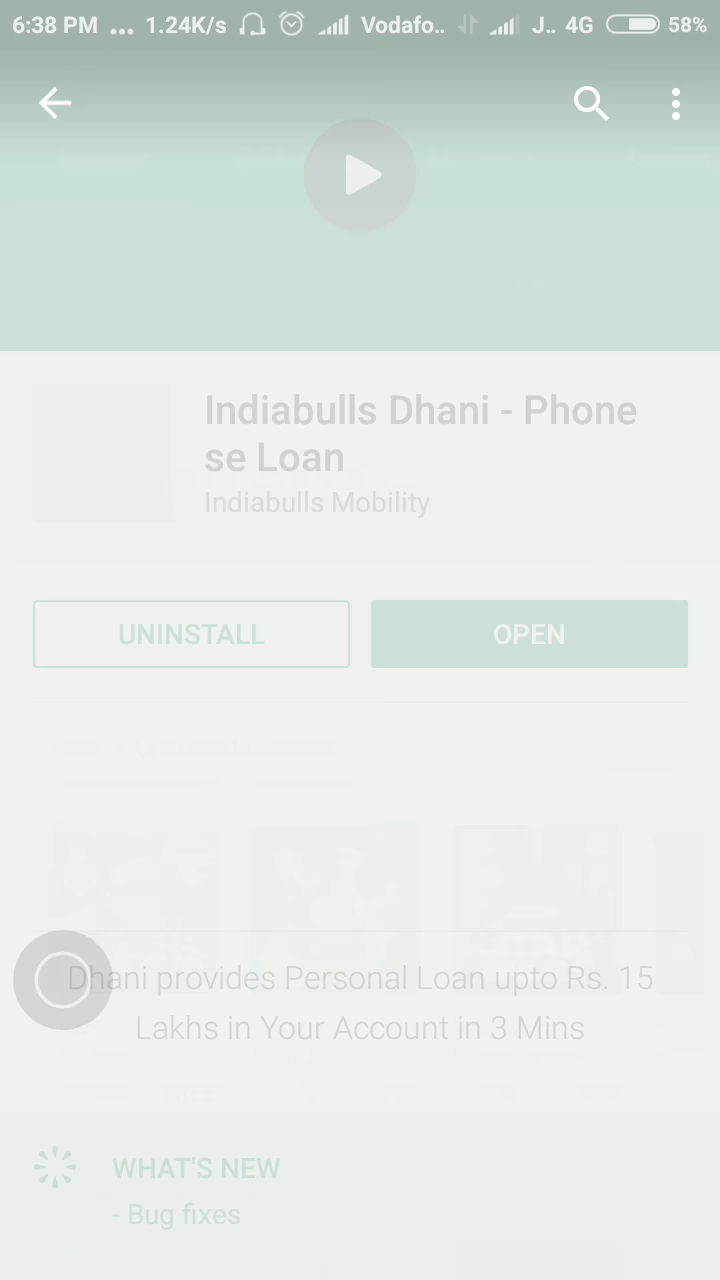 6:38 PM ... 1.24K/s Vodafo.. J.. 4G 58%
Indiabulls Dhani - Phone
se Loan
Indiabulls Mobility
UNINSTALL OPEN
Dhani provides Personal Loan upto Rs. 15
Lakhs in Your Account in 3 Mins
WHAT'S NEW
- Bug fixes